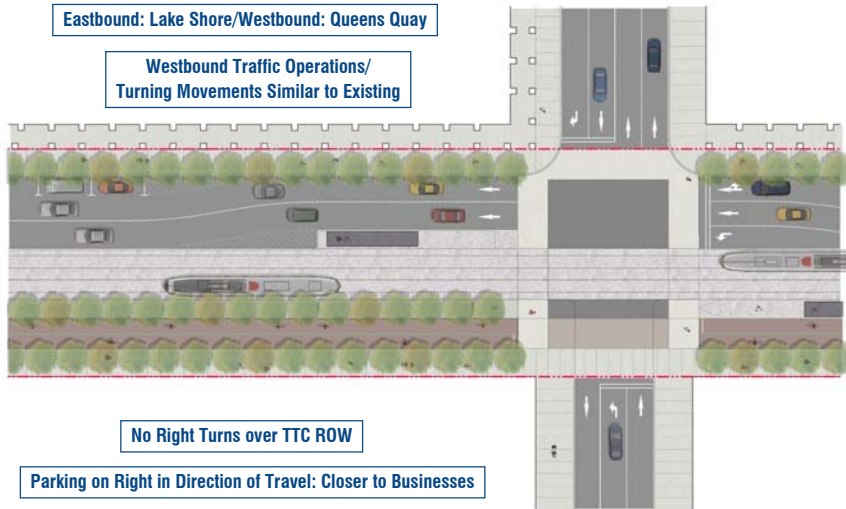 Eastbound: Lake Shore/Westbound: Queens Quay
Westbound Traffic Operations/
Turning Movements Similar to Existing
No Right Turns over TTC ROW
Parking on Right in Direction of Travel: Closer to Businesses